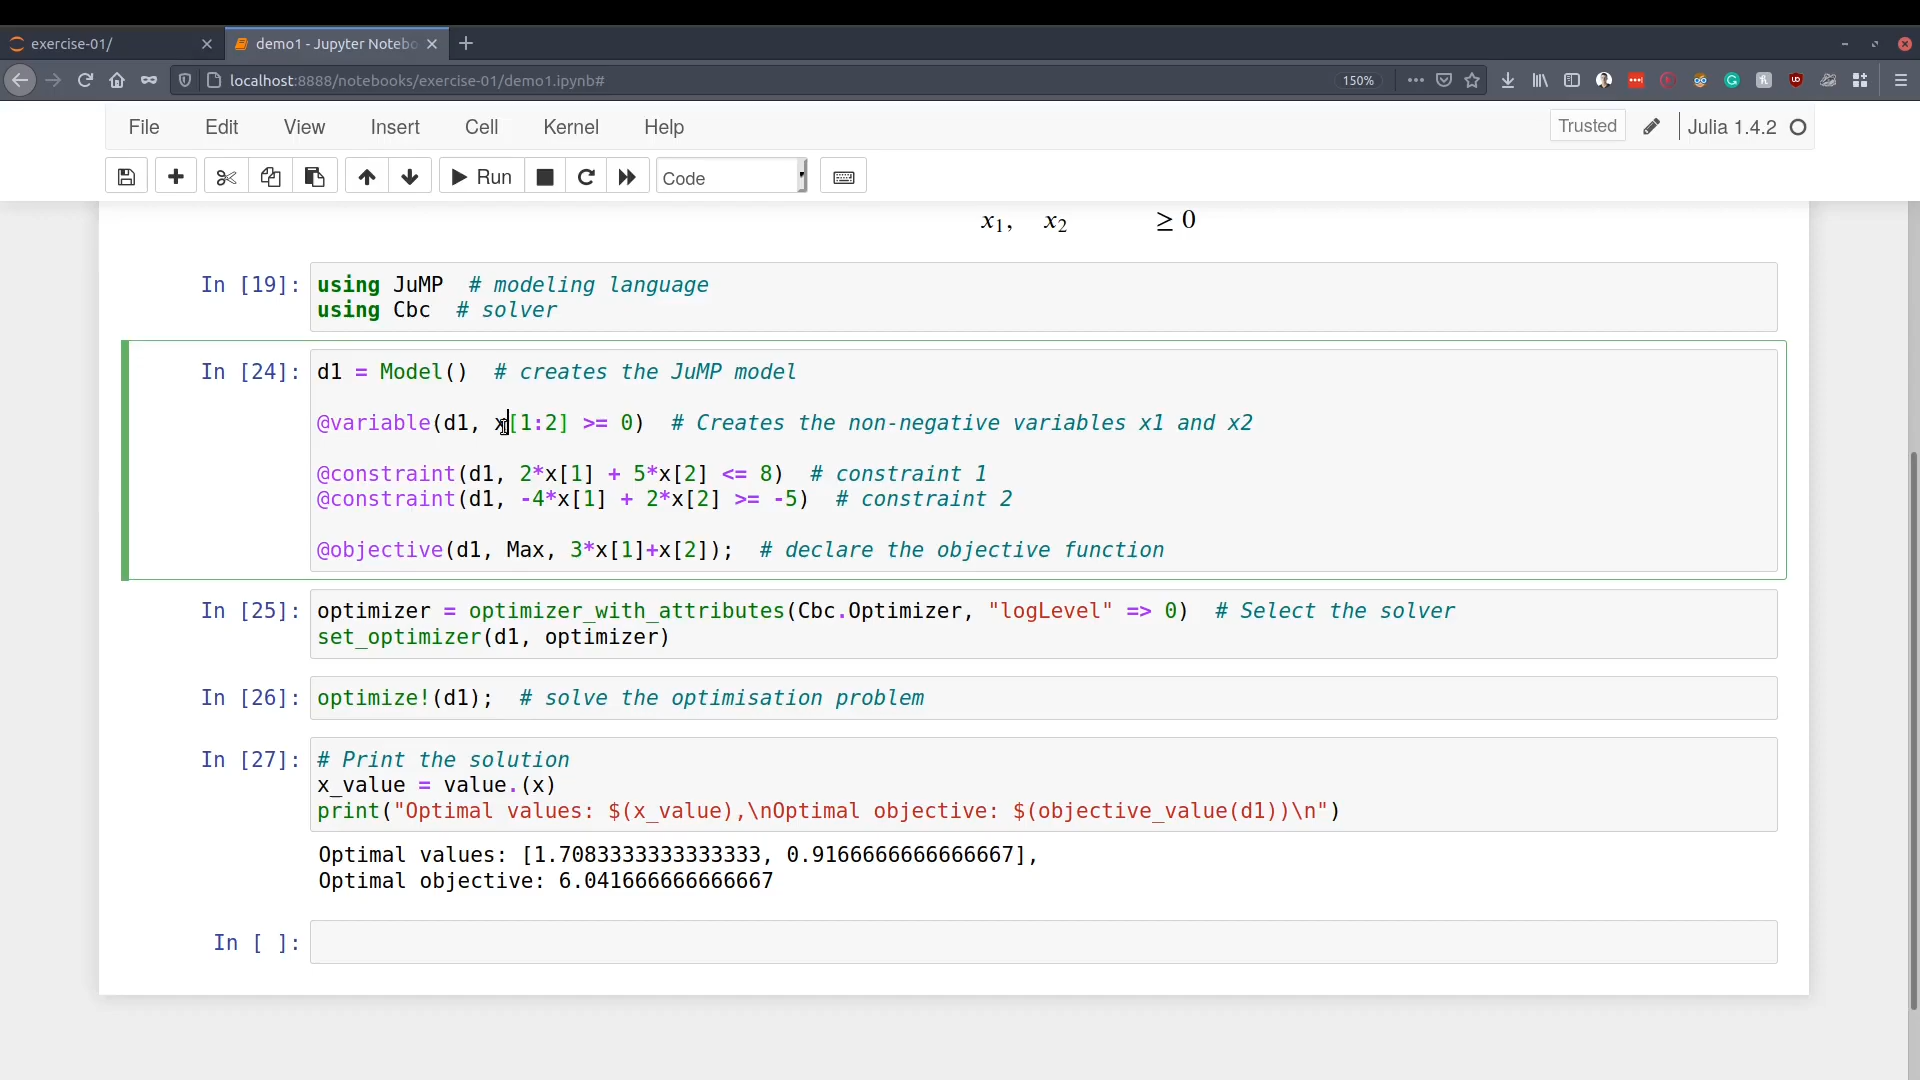 exercise-01/
demo1 - Jupyter Notebo
localhost:8888/notebooks/exercise-01/demo1.ipynb#
150%
File Edit View Insert Cell Kernel Help
Trusted
Julia 1.4.2
Run
Code
x1, x2 ≥ 0
In [19]:
using JuMP  # modeling language
using Cbc  # solver
In [24]:
d1 = Model()  # creates the JuMP model
@variable(d1, x[1:2] >= 0)  # Creates the non-negative variables x1 and x2
@constraint(d1, 2*x[1] + 5*x[2] <= 8)  # constraint 1
@constraint(d1, -4*x[1] + 2*x[2] >= -5)  # constraint 2
@objective(d1, Max, 3*x[1]+x[2]);  # declare the objective function
In [25]:
optimizer = optimizer_with_attributes(Cbc.Optimizer, "logLevel" => 0)  # Select the solver
set_optimizer(d1, optimizer)
In [26]:
optimize!(d1);  # solve the optimisation problem
In [27]:
# Print the solution
x_value = value.(x)
print("Optimal values: $(x_value),\nOptimal objective: $(objective_value(d1))\n")
Optimal values: [1.7083333333333333, 0.9166666666666667],
Optimal objective: 6.041666666666667
In [ ]: